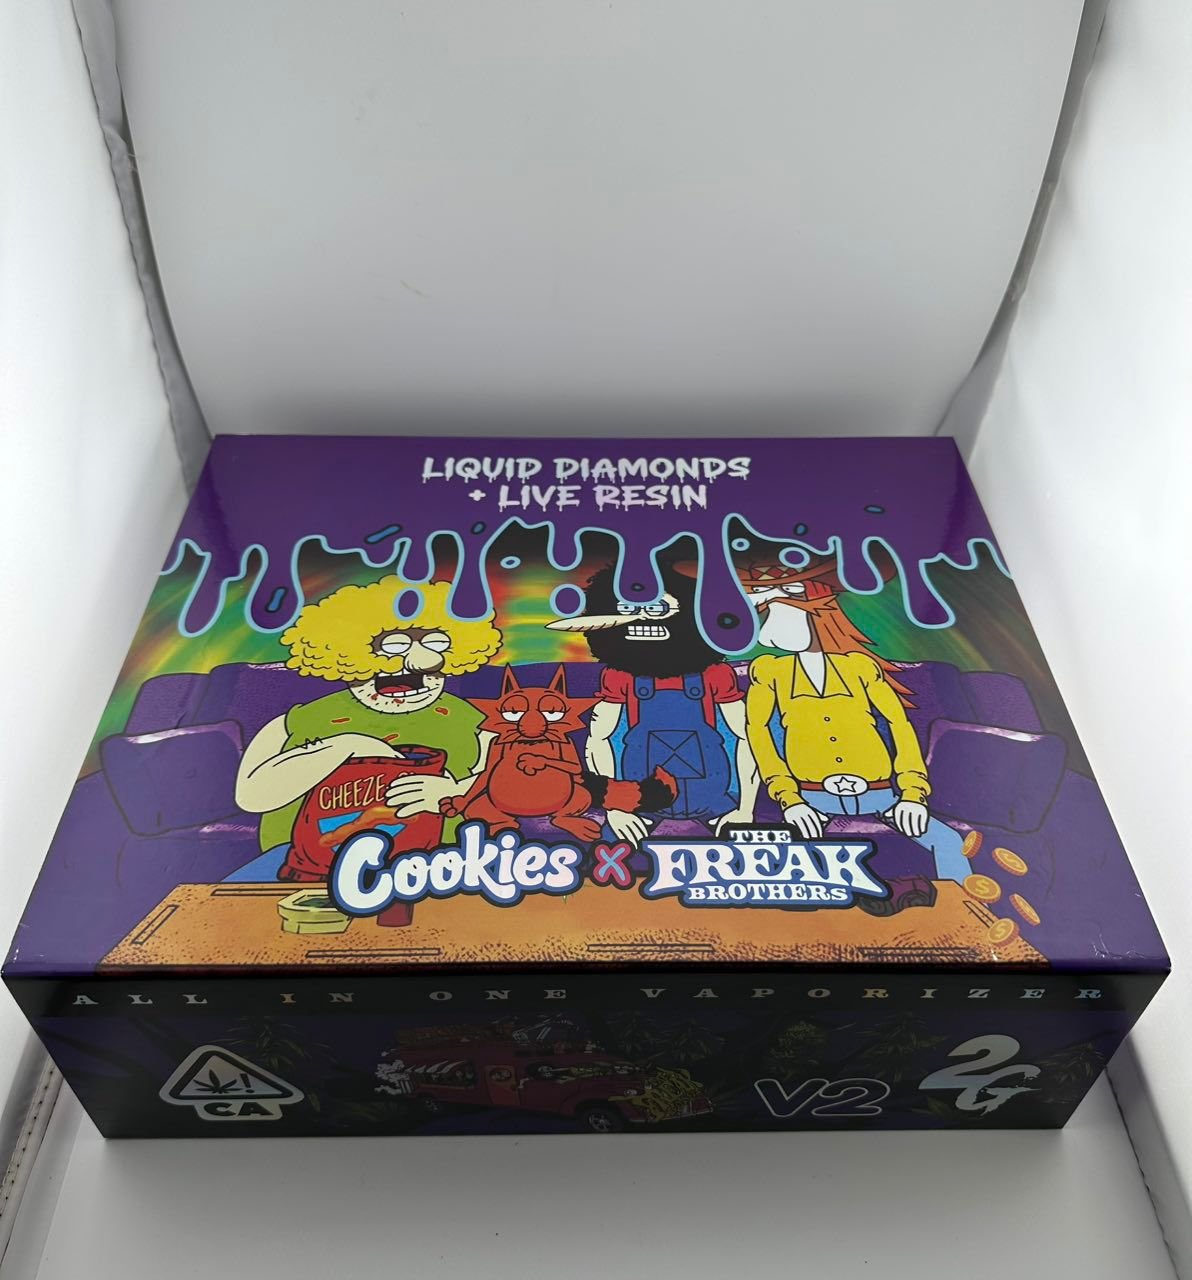 LIQUID DIAMONDS
+ LIVE RESIN
CHEEZE
Cookies x THE FREAK BROTHERS
ALL IN ONE VAPORIZER
CA
V2
2G